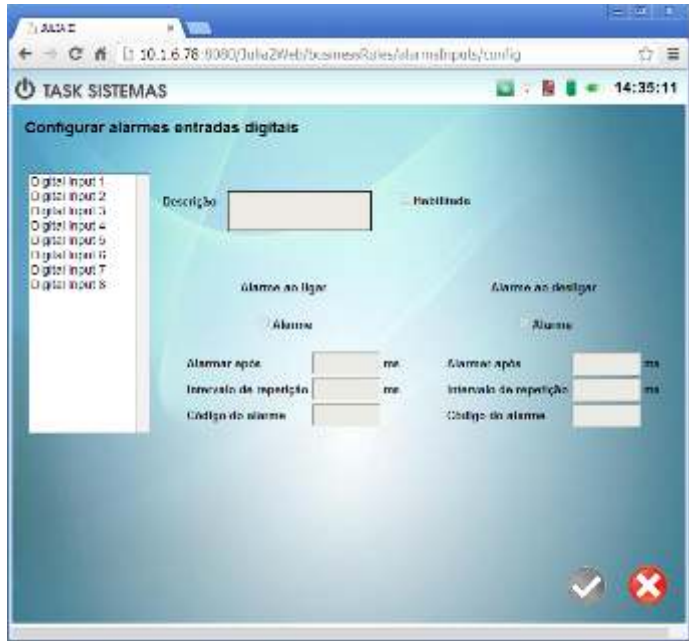 JULIA 2
10.1.6.78:8080/Julia2Web/businessRules/alarmsInputs/config
TASK SISTEMAS
14:35:11
Configurar alarmes entradas digitais
Digital Input 1
Digital Input 2
Digital Input 3
Digital Input 4
Digital Input 5
Digital Input 6
Digital Input 7
Digital Input 8
Descrição
Habilitado
Alarme ao ligar
Alarme ao desligar
Alarme
Alarme
Alarmar após ms
Alarmar após ms
Intervalo de repetição ms
Intervalo de repetição ms
Código do alarme
Código do alarme